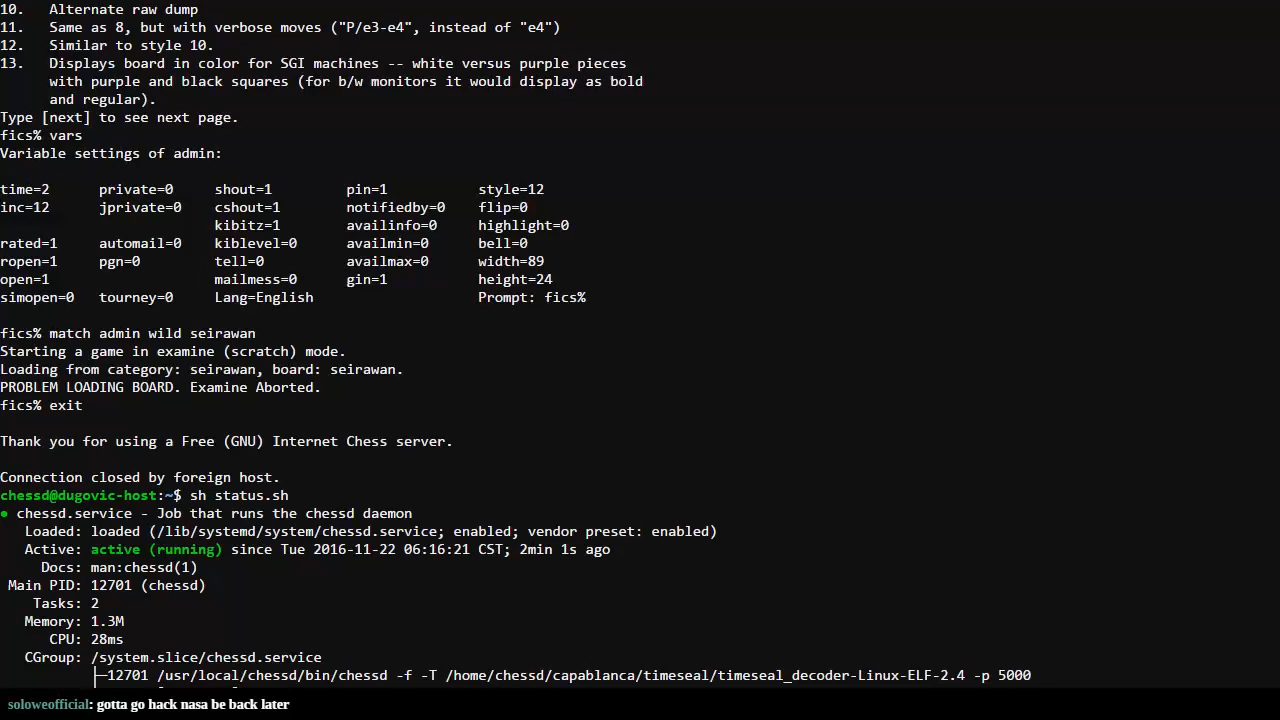 10.   Alternate raw dump
11.   Same as 8, but with verbose moves ("P/e3-e4", instead of "e4")
12.   Similar to style 10.
13.   Displays board in color for SGI machines -- white versus purple pieces
      with purple and black squares (for b/w monitors it would display as bold
      and regular).
Type [next] to see next page.
fics% vars
Variable settings of admin:
time=2      private=0     shout=1         pin=1           style=12
inc=12      jprivate=0    cshout=1        notifiedby=0    flip=0
                          kibitz=1        availinfo=0     highlight=0
rated=1     automail=0    kiblevel=0      availmin=0      bell=0
ropen=1     pgn=0         tell=0          availmax=0      width=89
open=1                    mailmess=0      gin=1           height=24
simopen=0   tourney=0     Lang=English                    Prompt: fics%
fics% match admin wild seirawan
Starting a game in examine (scratch) mode.
Loading from category: seirawan, board: seirawan.
PROBLEM LOADING BOARD. Examine Aborted.
fics% exit
Thank you for using a Free (GNU) Internet Chess server.
Connection closed by foreign host.
chessd@dugovic-host:~$ sh status.sh
● chessd.service - Job that runs the chessd daemon
   Loaded: loaded (/lib/systemd/system/chessd.service; enabled; vendor preset: enabled)
   Active: active (running) since Tue 2016-11-22 06:16:21 CST; 2min 1s ago
     Docs: man:chessd(1)
 Main PID: 12701 (chessd)
    Tasks: 2
   Memory: 1.3M
      CPU: 28ms
   CGroup: /system.slice/chessd.service
           ├─12701 /usr/local/chessd/bin/chessd -f -T /home/chessd/capablanca/timeseal/timeseal_decoder-Linux-ELF-2.4 -p 5000
soloweofficial: gotta go hack nasa be back later